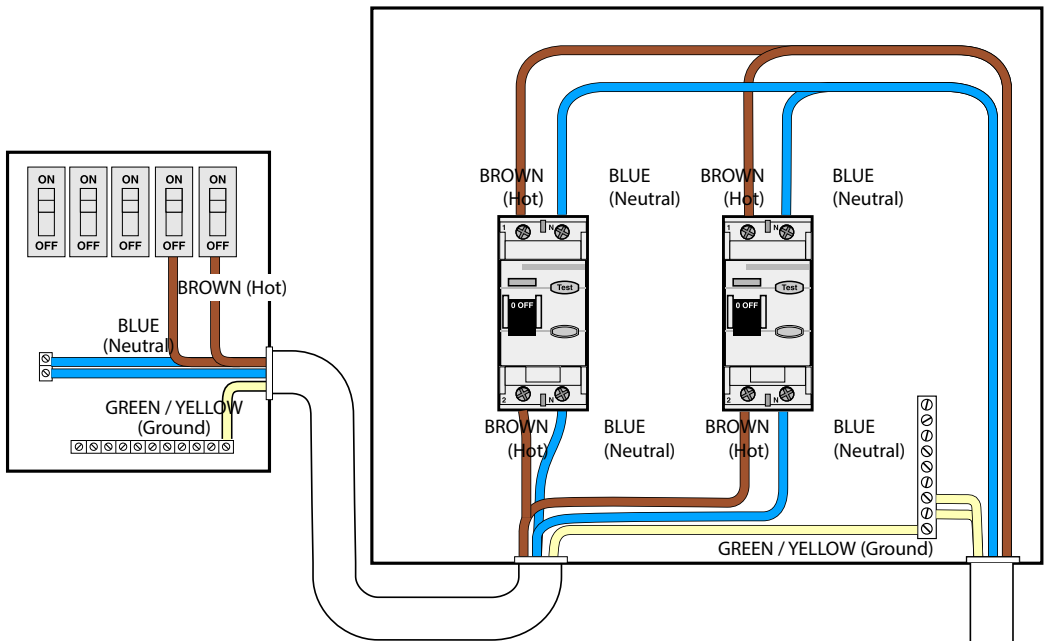 BROWN
(Hot)
BLUE
(Neutral)
BROWN
(Hot)
BLUE
(Neutral)
ON ON ON ON ON
OFF OFF OFF OFF OFF
1 N
Test
0 OFF
2 N
1 N
Test
0 OFF
2 N
BROWN (Hot)
BLUE
(Neutral)
GREEN / YELLOW
(Ground)
BROWN
(Hot)
BLUE
(Neutral)
BROWN
(Hot)
BLUE
(Neutral)
GREEN / YELLOW (Ground)